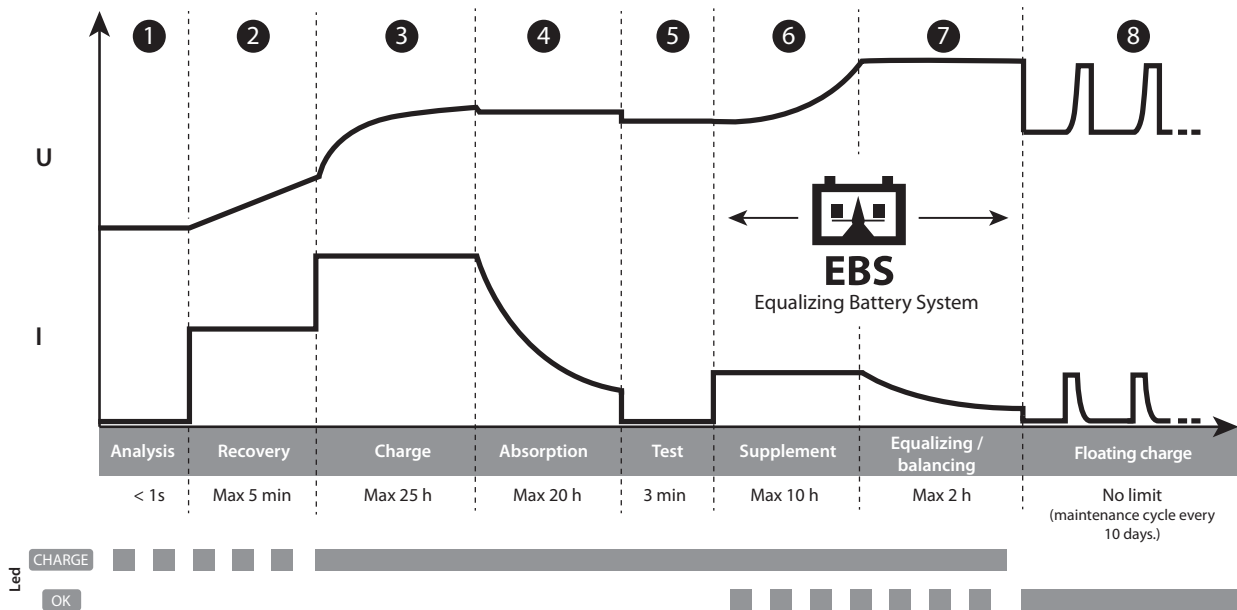 1 2 3 4 5 6 7 8
U
EBS
Equalizing Battery System
I
Analysis Recovery Charge Absorption Test Supplement Equalizing / Floating charge
balancing
< 1s Max 5 min Max 25 h Max 20 h 3 min Max 10 h Max 2 h No limit
(maintenance cycle every
10 days.)
Led
CHARGE
OK